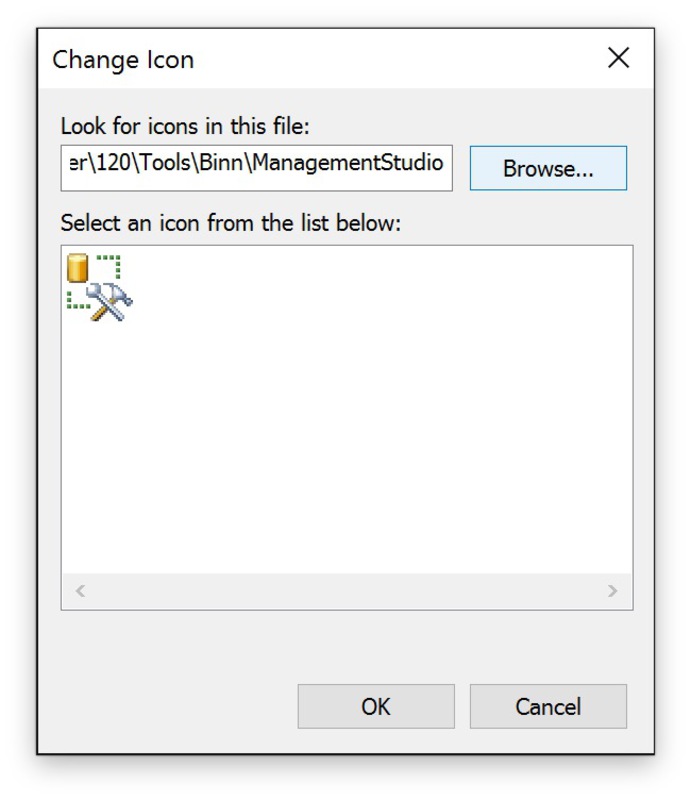 Change Icon
Look for icons in this file:
er\120\Tools\Binn\ManagementStudio
Browse...
Select an icon from the list below:
OK
Cancel